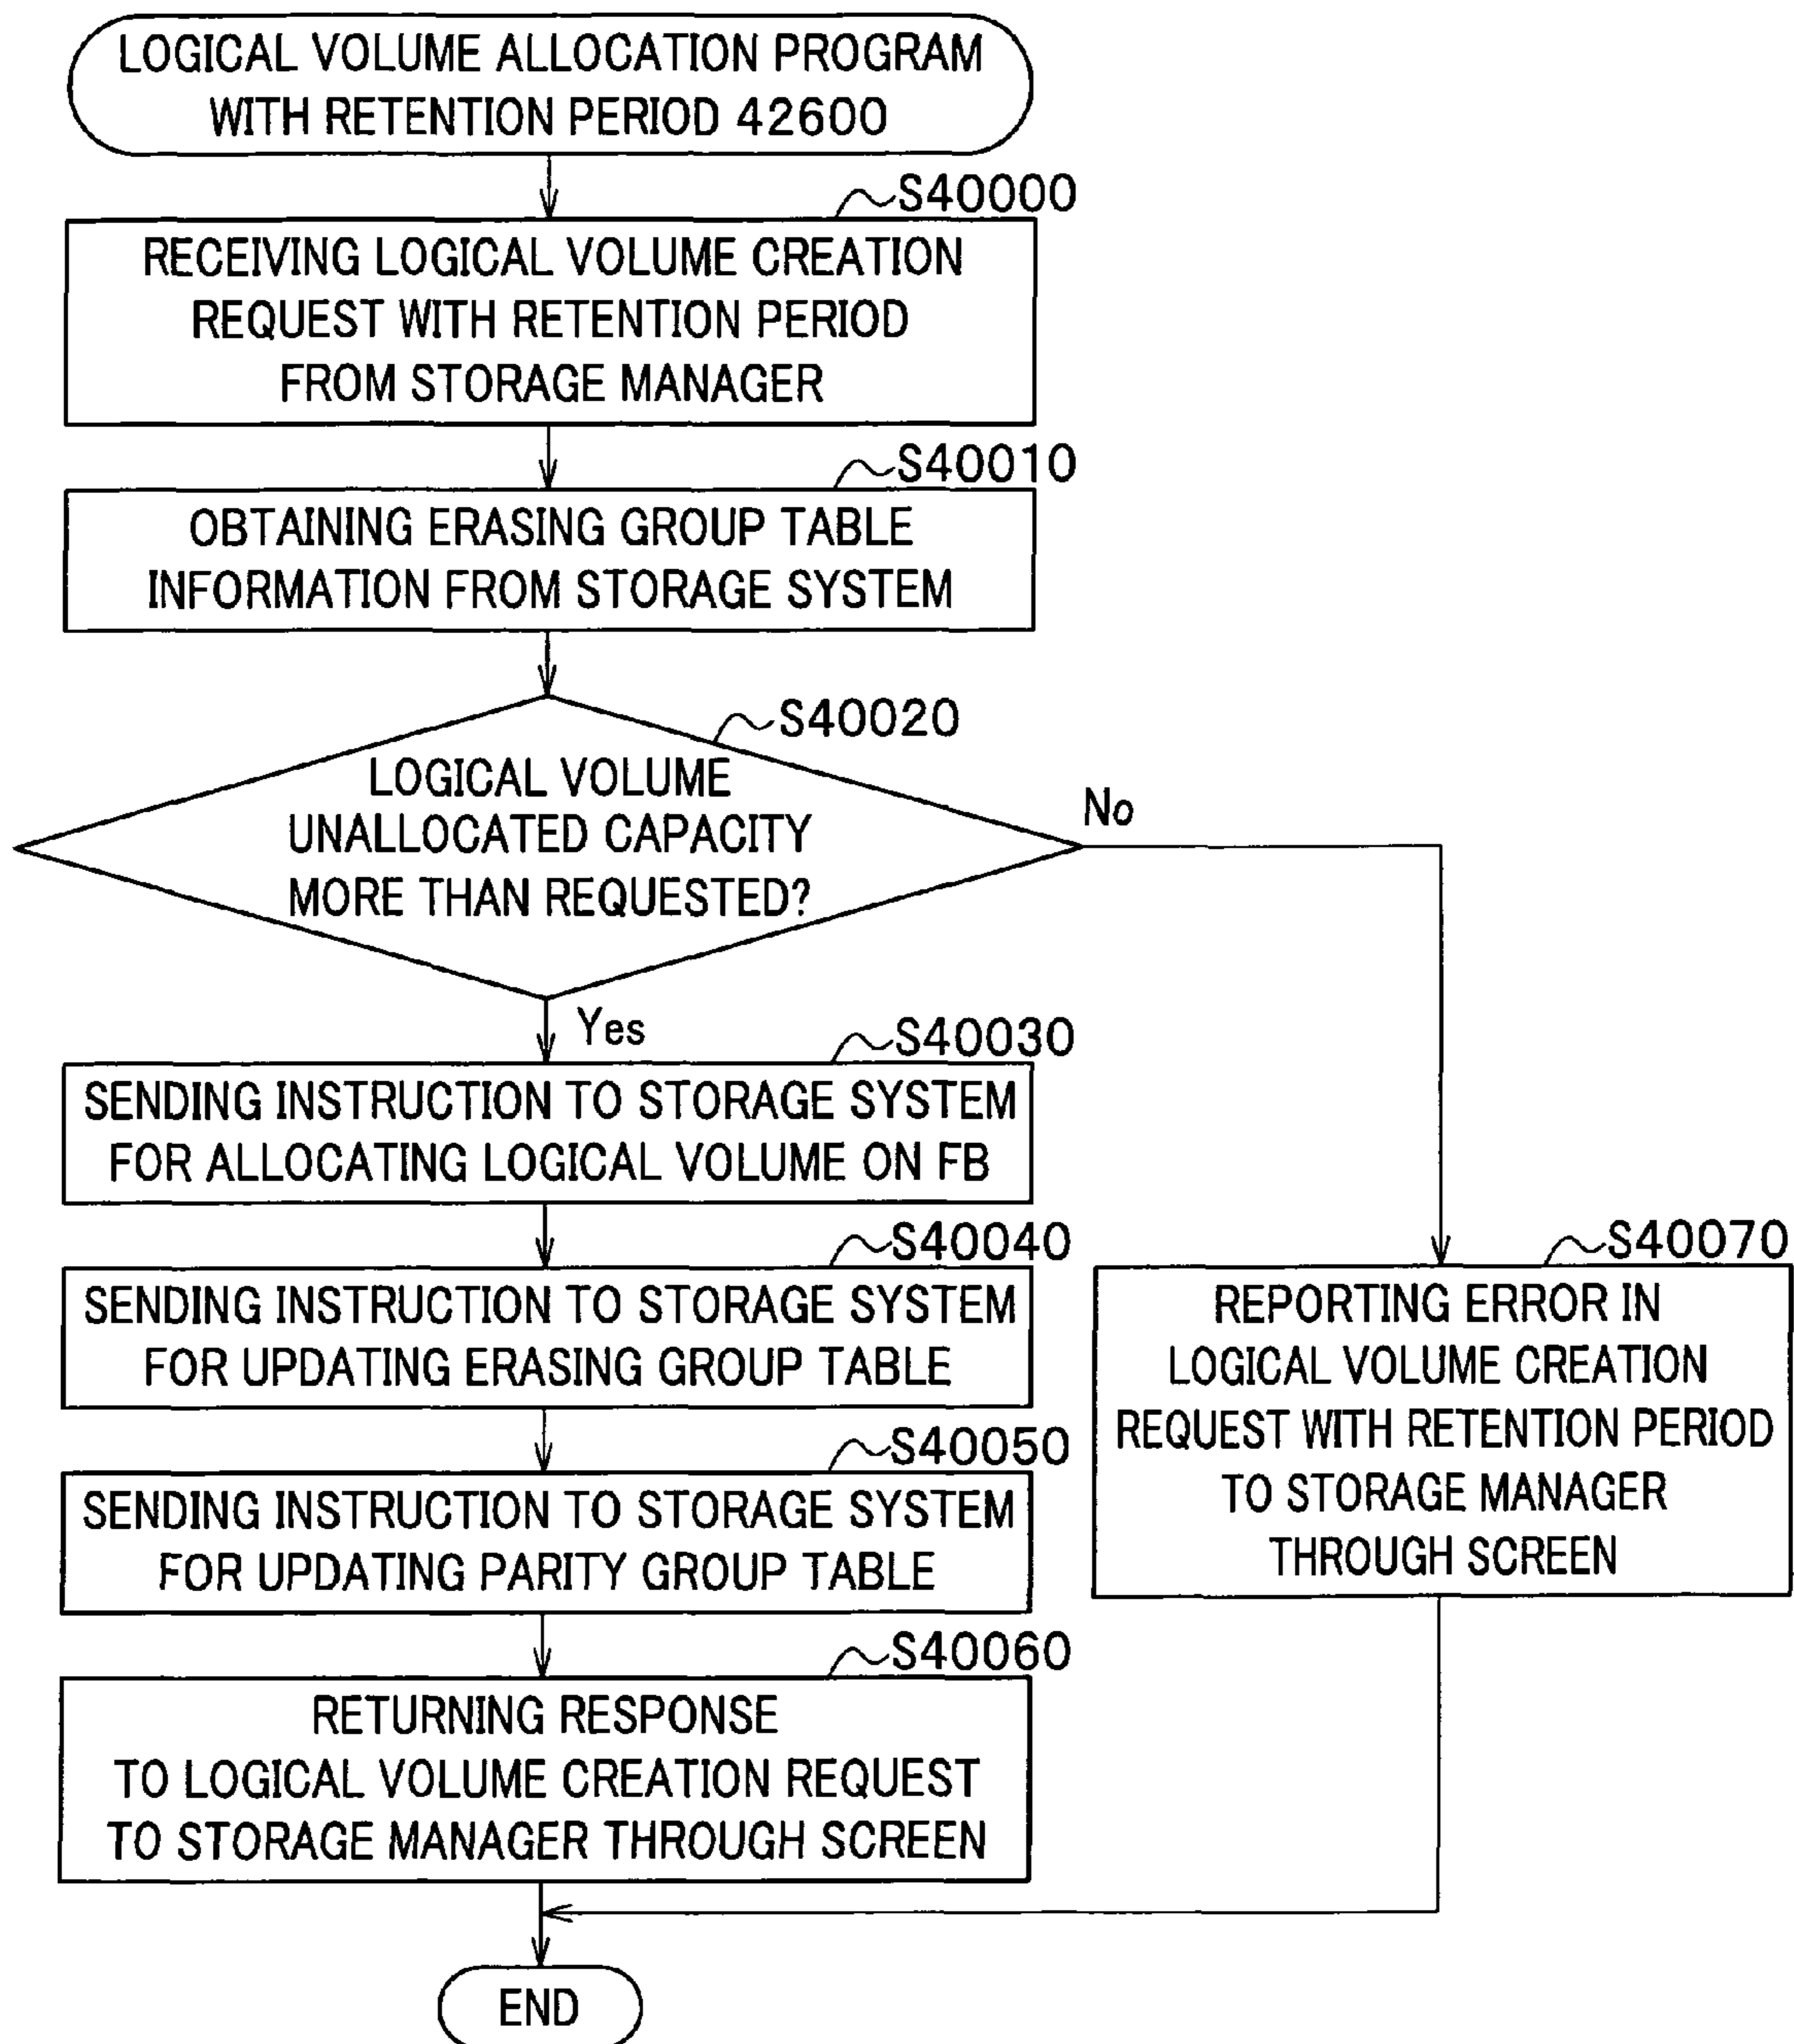 LOGICAL VOLUME ALLOCATION PROGRAM
WITH RETENTION PERIOD 42600
S40000
RECEIVING LOGICAL VOLUME CREATION
REQUEST WITH RETENTION PERIOD
FROM STORAGE MANAGER
S40010
OBTAINING ERASING GROUP TABLE
INFORMATION FROM STORAGE SYSTEM
S40020
LOGICAL VOLUME
UNALLOCATED CAPACITY
MORE THAN REQUESTED?
No
Yes
S40030
SENDING INSTRUCTION TO STORAGE SYSTEM
FOR ALLOCATING LOGICAL VOLUME ON FB
S40040
SENDING INSTRUCTION TO STORAGE SYSTEM
FOR UPDATING ERASING GROUP TABLE
S40050
SENDING INSTRUCTION TO STORAGE SYSTEM
FOR UPDATING PARITY GROUP TABLE
S40060
RETURNING RESPONSE
TO LOGICAL VOLUME CREATION REQUEST
TO STORAGE MANAGER THROUGH SCREEN
S40070
REPORTING ERROR IN
LOGICAL VOLUME CREATION
REQUEST WITH RETENTION PERIOD
TO STORAGE MANAGER
THROUGH SCREEN
END